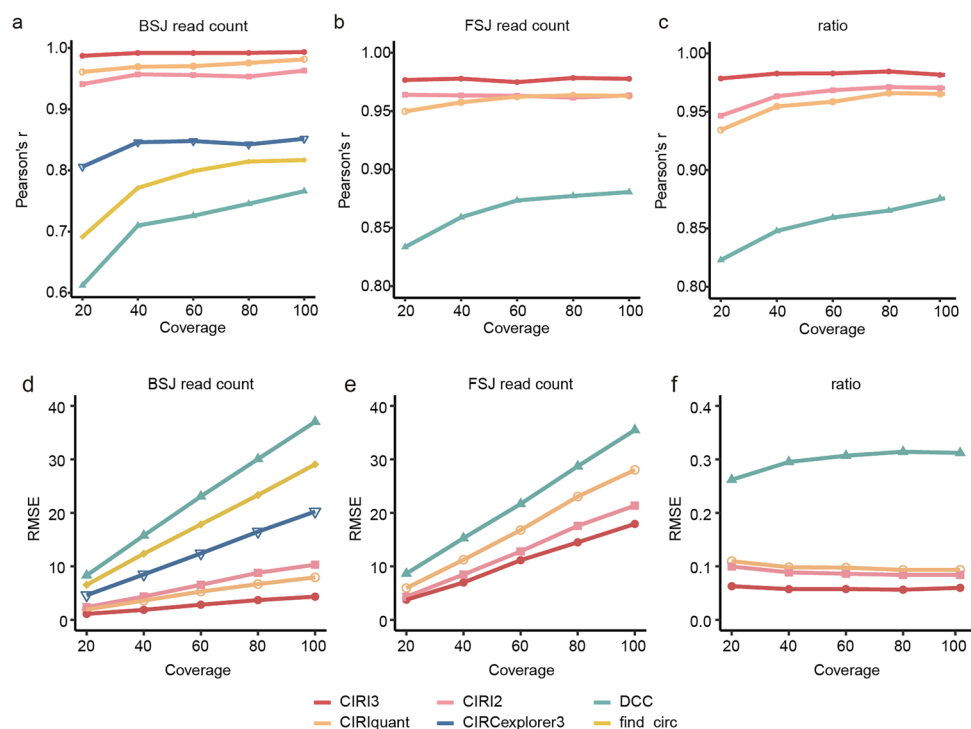 a
BSJ read count
Pearson's r
1.0
0.9
0.8
0.7
0.6
20 40 60 80 100
Coverage
b
FSJ read count
Pearson's r
1.00
0.95
0.90
0.85
0.80
20 40 60 80 100
Coverage
c
ratio
Pearson's r
1.00
0.95
0.90
0.85
0.80
20 40 60 80 100
Coverage
d
BSJ read count
RMSE
40
30
20
10
0
20 40 60 80 100
Coverage
e
FSJ read count
RMSE
40
30
20
10
0
20 40 60 80 100
Coverage
f
ratio
RMSE
0.4
0.3
0.2
0.1
0.0
20 40 60 80 100
Coverage
CIRI3 CIRI2 DCC
CIRIquant CIRCexplorer3 find circ